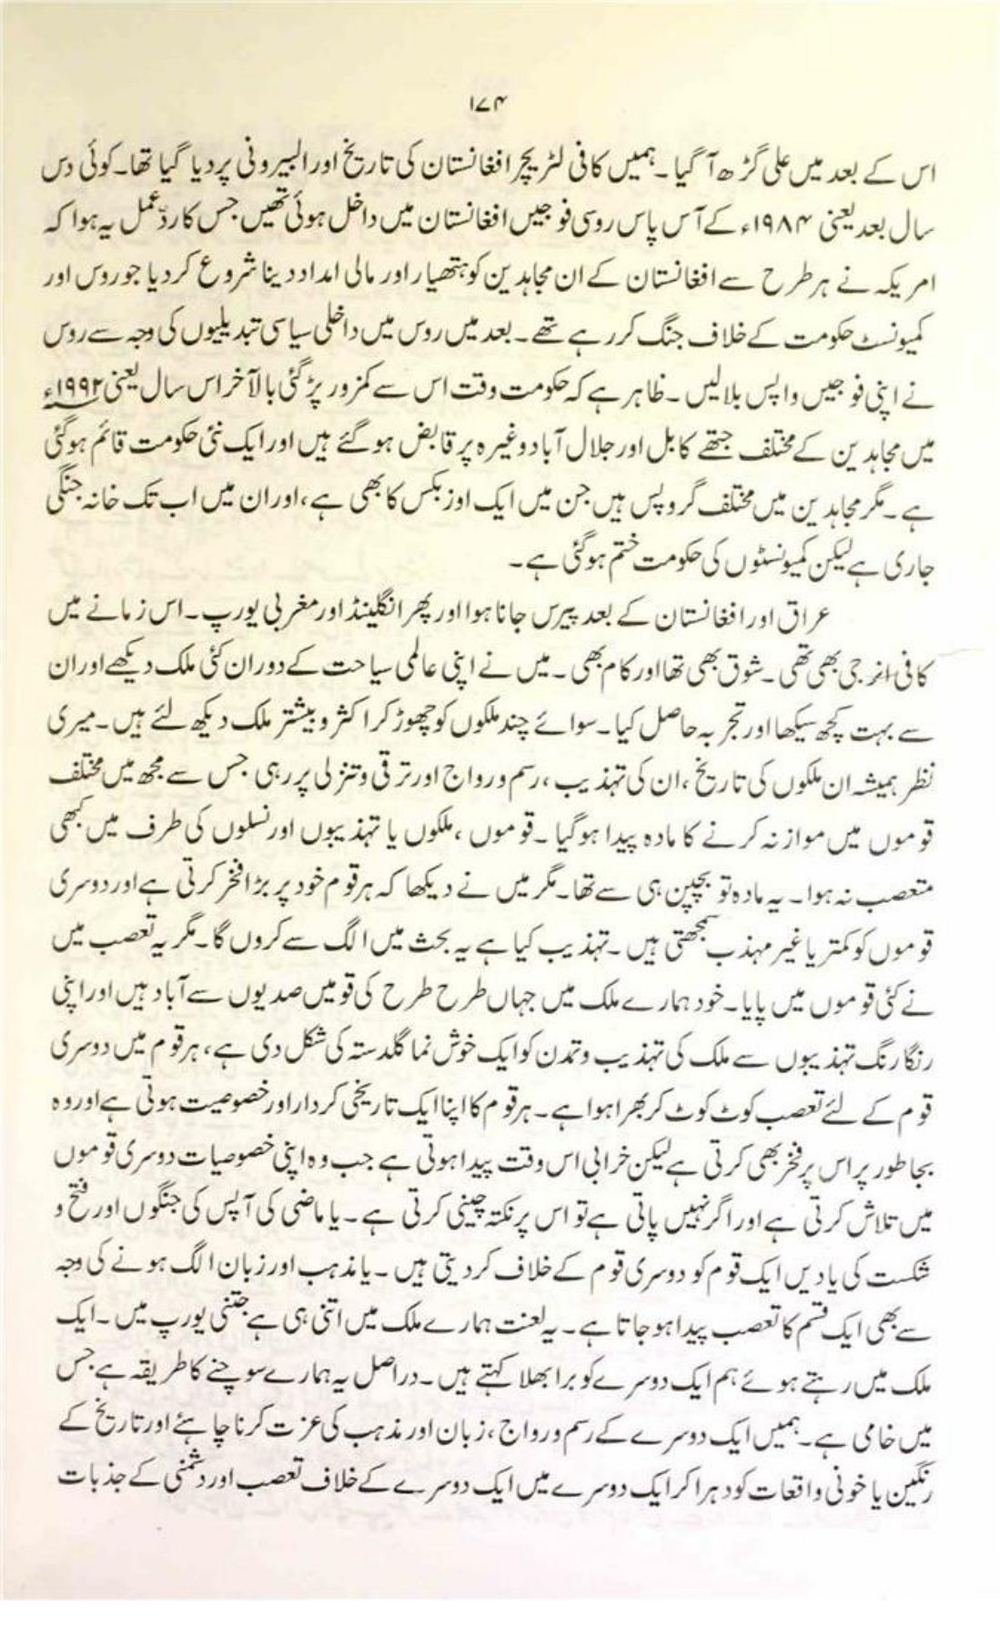 ۱۷۴
اس کے بعد میں علی گڑھ آ گیا۔ ہمیں کافی لٹریچر افغانستان کی تاریخ اور البیرونی پر دیا گیا تھا۔ کوئی دس
سال بعد یعنی ۱۹۸۴ء کے آس پاس روسی فوجیں افغانستان میں داخل ہوئی تھیں جس کا ردِّعمل یہ ہوا کہ
امریکہ نے ہر طرح سے افغانستان کے ان مجاہدین کو ہتھیار اور مالی امداد دینا شروع کر دیا جو روس اور
کمیونسٹ حکومت کے خلاف جنگ کر رہے تھے۔ بعد میں روس میں داخلی سیاسی تبدیلیوں کی وجہ سے روس
نے اپنی فوجیں واپس بلا لیں۔ ظاہر ہے کہ حکومت وقت اس سے کمزور پڑ گئی بالآخر اس سال یعنی ۱۹۹۲ء
میں مجاہدین کے مختلف جتھے کابل اور جلال آباد وغیرہ پر قابض ہو گئے ہیں اور ایک نئی حکومت قائم ہو گئی
ہے۔ مگر مجاہدین میں مختلف گروپس ہیں جن میں ایک اوزبکس کا بھی ہے، اور ان میں اب تک خانہ جنگی
جاری ہے لیکن کمیونسٹوں کی حکومت ختم ہو گئی ہے۔
عراق اور افغانستان کے بعد پیرس جانا ہوا اور پھر انگلینڈ اور مغربی یورپ۔ اس زمانے میں
کافی انرجی بھی تھی۔ شوق بھی تھا اور کام بھی۔ میں نے اپنی عالمی سیاحت کے دوران کئی ملک دیکھے اور ان
سے بہت کچھ سیکھا اور تجربہ حاصل کیا۔ سوائے چند ملکوں کو چھوڑ کر اکثر و بیشتر ملک دیکھ لئے ہیں۔ میری
نظر ہمیشہ ان ملکوں کی تاریخ، ان کی تہذیب، رسم و رواج اور ترقی و تنزلی پر رہی جس سے مجھ میں مختلف
قوموں میں موازنہ کرنے کا مادہ پیدا ہو گیا۔ قوموں، ملکوں یا تہذیبوں اور نسلوں کی طرف میں کبھی
متعصب نہ ہوا۔ یہ مادہ تو بچپن ہی سے تھا۔ مگر میں نے دیکھا کہ ہر قوم خود پر بڑا فخر کرتی ہے اور دوسری
قوموں کو کمتر یا غیر مہذب سمجھتی ہیں۔ تہذیب کیا ہے یہ بحث میں الگ سے کروں گا۔ مگر یہ تعصب میں
نے کئی قوموں میں پایا۔ خود ہمارے ملک میں جہاں طرح طرح کی قومیں صدیوں سے آباد ہیں اور اپنی
رنگا رنگ تہذیبوں سے ملک کی تہذیب و تمدن کو ایک خوش نما گلدستہ کی شکل دی ہے، ہر قوم میں دوسری
قوم کے لئے تعصب کوٹ کوٹ کر بھرا ہوا ہے۔ ہر قوم کا اپنا ایک تاریخی کردار اور خصوصیت ہوتی ہے اور وہ
بجا طور پر اس پر فخر بھی کرتی ہے لیکن خرابی اس وقت پیدا ہوتی ہے جب وہ اپنی خصوصیات دوسری قوموں
میں تلاش کرتی ہے اور اگر نہیں پاتی ہے تو اس پر نکتہ چینی کرتی ہے۔ یا ماضی کی آپس کی جنگوں اور فتح و
شکست کی یادیں ایک قوم کو دوسری قوم کے خلاف کر دیتی ہیں۔ یا مذہب اور زبان الگ ہونے کی وجہ
سے بھی ایک قسم کا تعصب پیدا ہو جاتا ہے۔ یہ لعنت ہمارے ملک میں اتنی ہی ہے جتنی یورپ میں۔ ایک
ملک میں رہتے ہوئے ہم ایک دوسرے کو برا بھلا کہتے ہیں۔ دراصل یہ ہمارے سوچنے کا طریقہ ہے جس
میں خامی ہے۔ ہمیں ایک دوسرے کے رسم و رواج، زبان اور مذہب کی عزت کرنا چاہئے اور تاریخ کے
رنگین یا خونی واقعات کو دہرا کر ایک دوسرے میں ایک دوسرے کے خلاف تعصب اور دشمنی کے جذبات